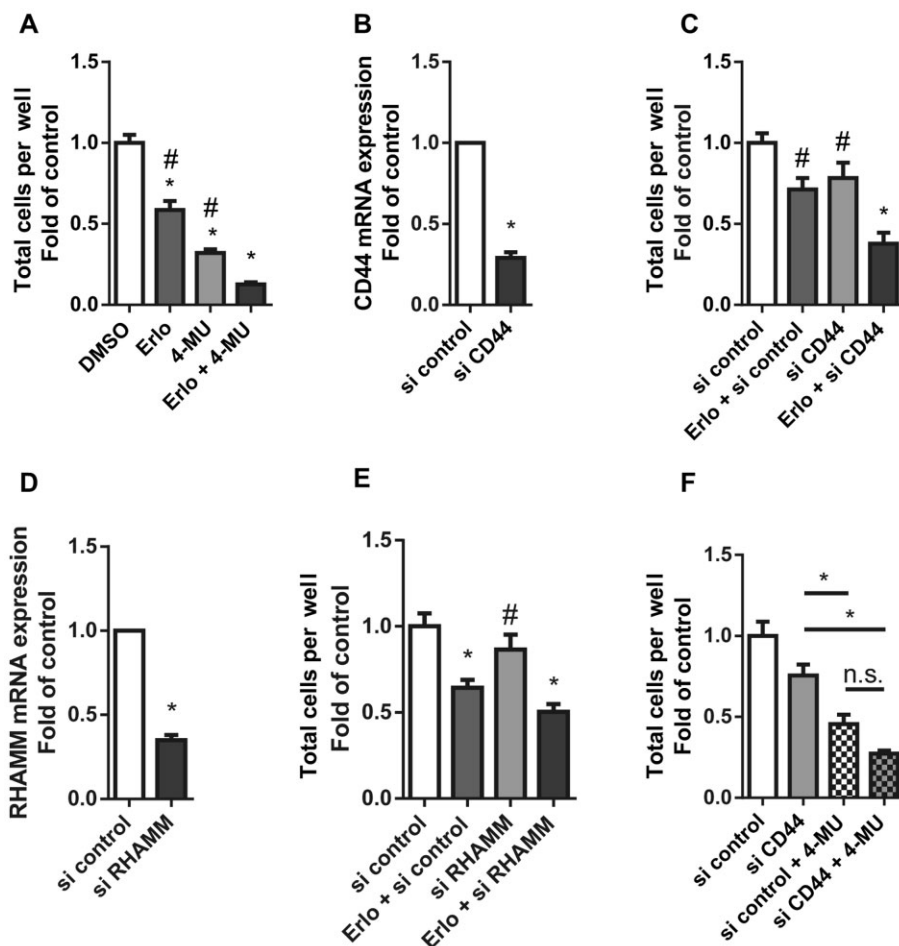 A
Total cells per well
Fold of control
1.5
1.0
0.5
0.0
#
*
#
*
*
DMSO
Erlo
4-MU
Erlo + 4-MU
B
CD44 mRNA expression
Fold of control
1.5
1.0
0.5
0.0
*
si control
si CD44
C
Total cells per well
Fold of control
1.5
1.0
0.5
0.0
#
#
*
si control
Erlo + si control
si CD44
Erlo + si CD44
D
RHAMM mRNA expression
Fold of control
1.5
1.0
0.5
0.0
*
si control
si RHAMM
E
Total cells per well
Fold of control
1.5
1.0
0.5
0.0
*
#
*
si control
Erlo + si control
si RHAMM
Erlo + si RHAMM
F
Total cells per well
Fold of control
1.5
1.0
0.5
0.0
*
*
n.s.
si control
si CD44
si control + 4-MU
si CD44 + 4-MU